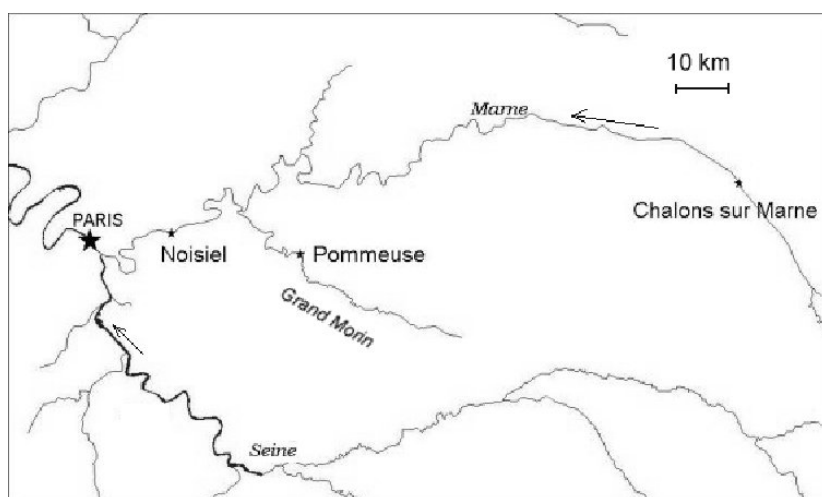 10 km
Marne
Chalons sur Marne
PARIS
Noisiel
Pommeuse
Grand Morin
Seine